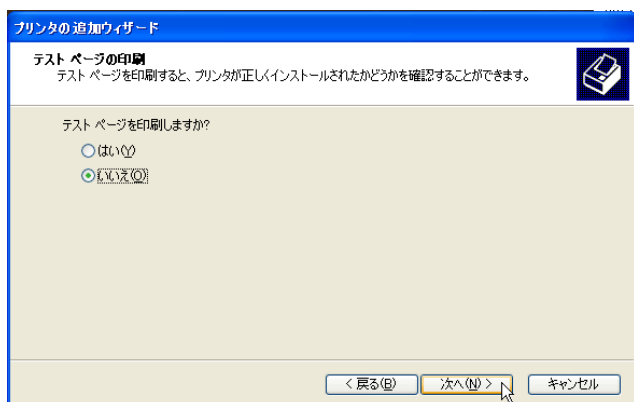 プリンタの追加ウィザード
テスト ページの印刷
テスト ページを印刷すると、プリンタが正しくインストールされたかどうかを確認することができます。
テスト ページを印刷しますか?
はい(Y)
いいえ(O)
< 戻る(B) 次へ(N) > キャンセル